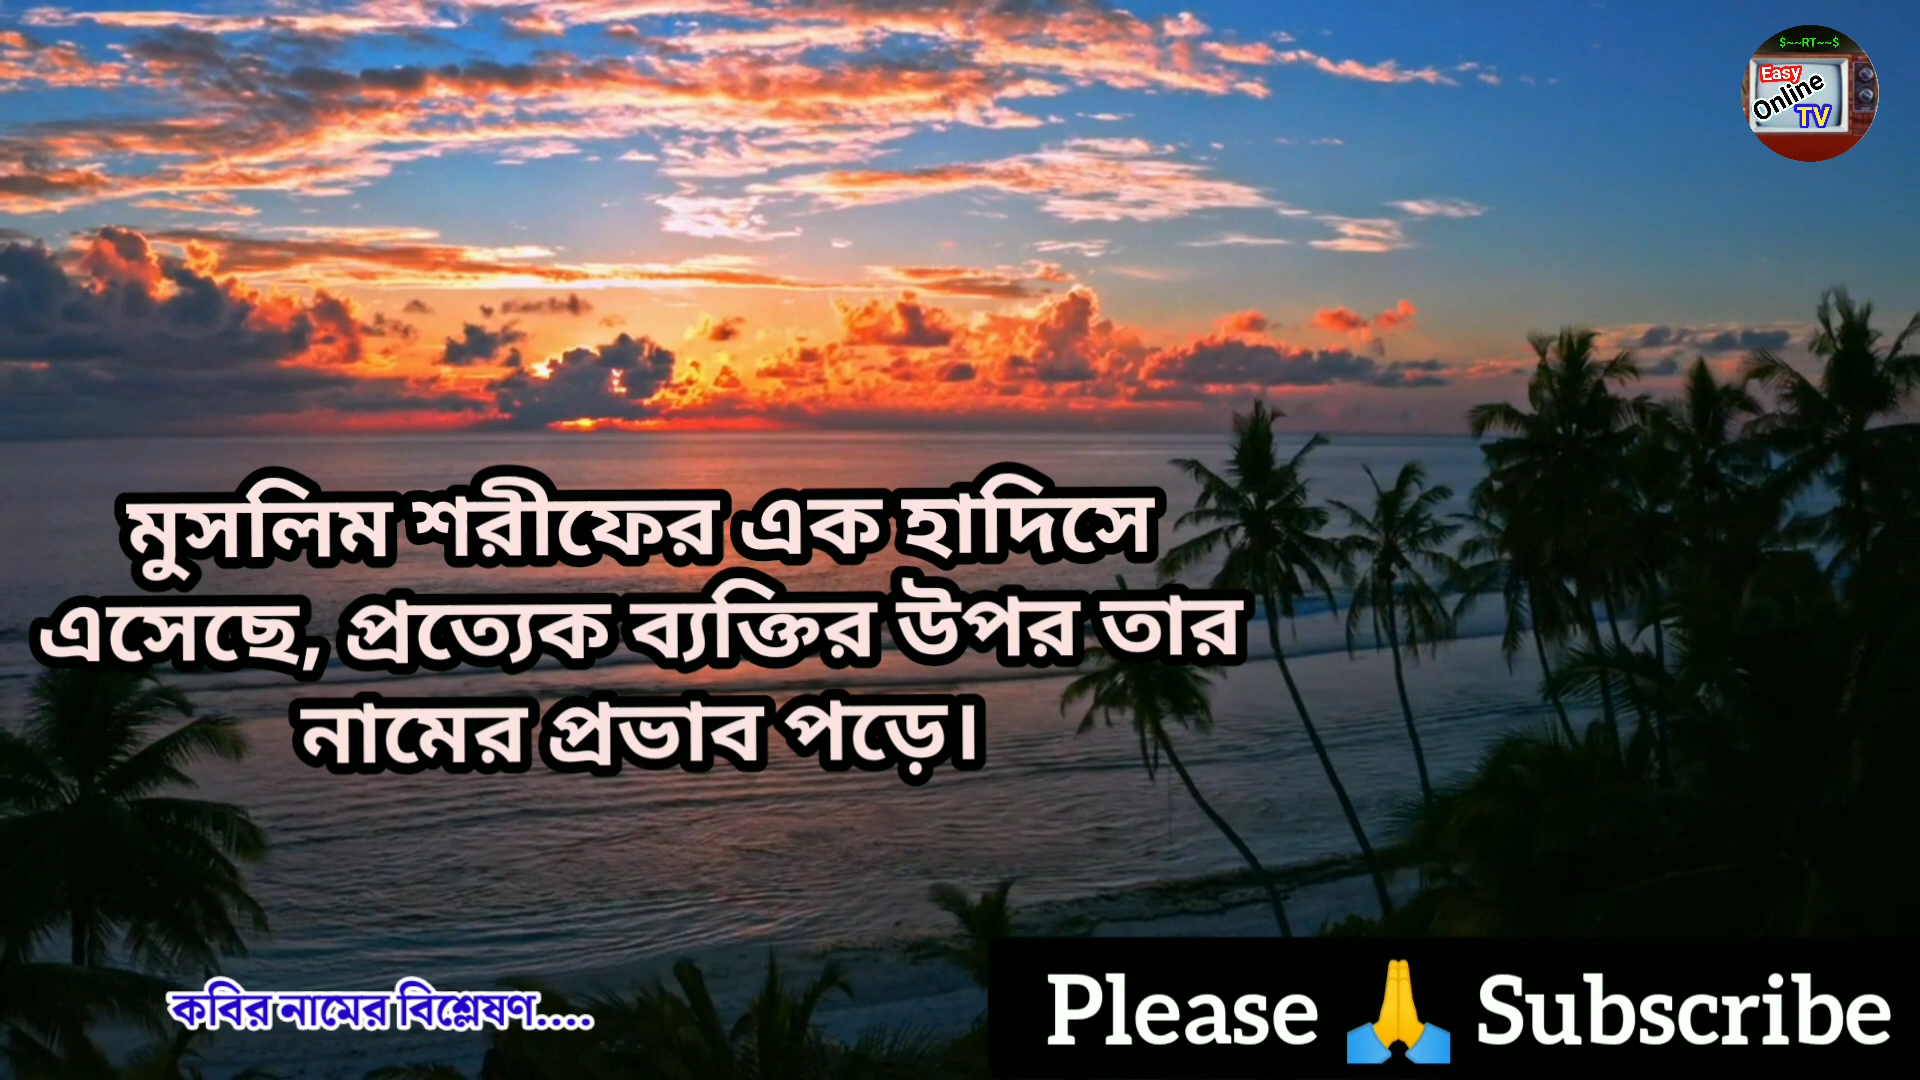 $~~RT~~$
Easy
Online
TV
মুসলিম শরীফের এক হাদিসে
এসেছে, প্রত্যেক ব্যক্তির উপর তার
নামের প্রভাব পড়ে।
কবির নামের বিশ্লেষণ....
Please 🙏 Subscribe